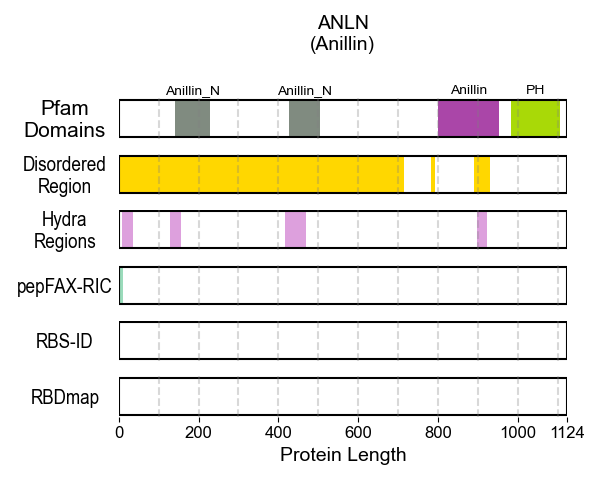 ANLN
(Anillin)
Anillin_N Anillin_N Anillin PH
Pfam
Domains
Disordered
Region
Hydra
Regions
pepFAX-RIC
RBS-ID
RBDmap
0 200 400 600 800 1000 1124
Protein Length